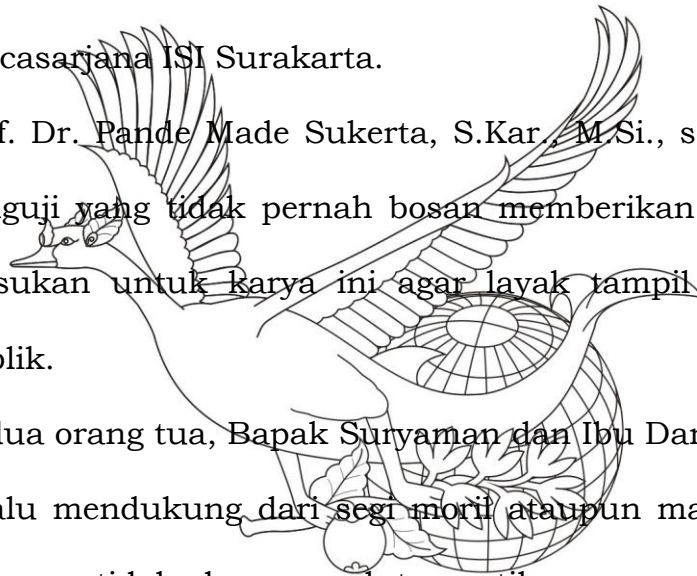 casarjana ISI Surakarta.
f. Dr. Pande Made Sukerta, S.Kar., M.Si., s
guji yang tidak pernah bosan memberikan
sukan untuk karya ini agar layak tampil
lik.
dua orang tua, Bapak Suryaman dan Ibu Dar
alu mendukung dari segi moril ataupun ma